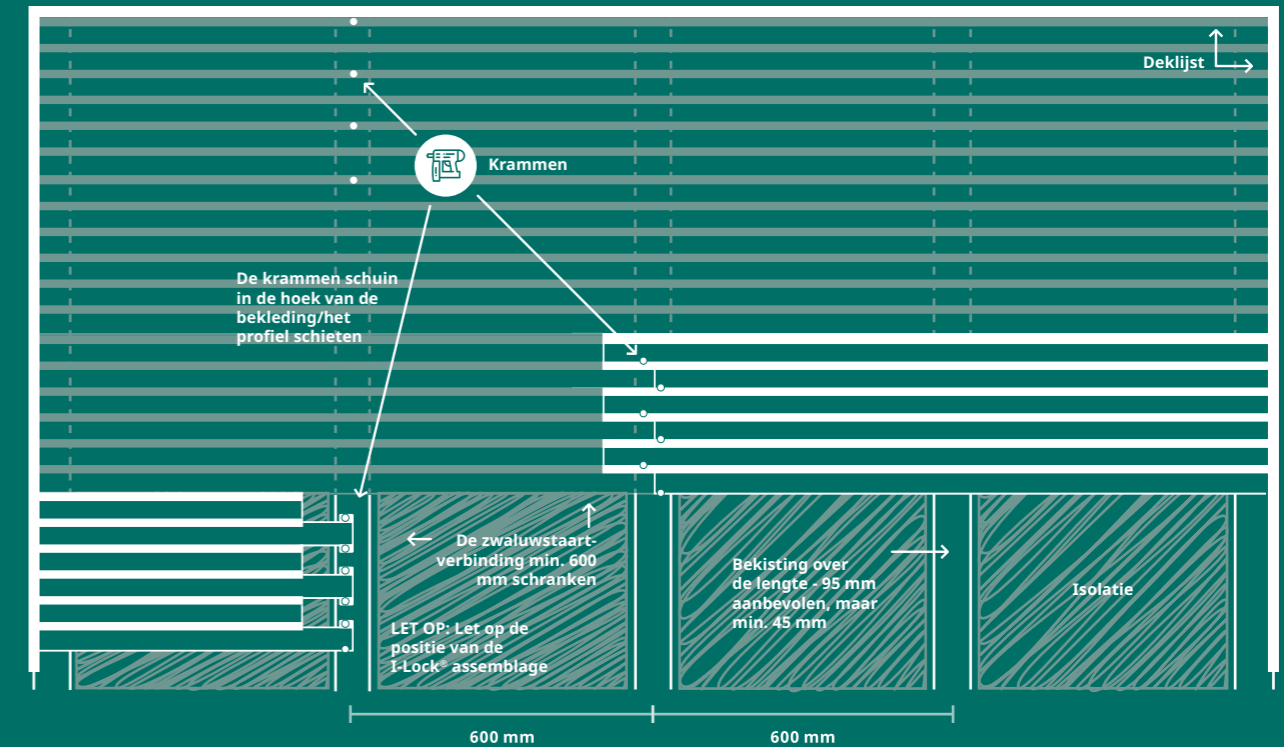 Deklijst
Krammen
De krammen schuin
in de hoek van de
bekleding/het
profiel schieten
De zwaluwstaart-
verbinding min. 600
mm schranken
LET OP: Let op de
positie van de
I-Lock® assemblage
Bekisting over
de lengte - 95 mm
aanbevolen, maar
min. 45 mm
Isolatie
600 mm
600 mm